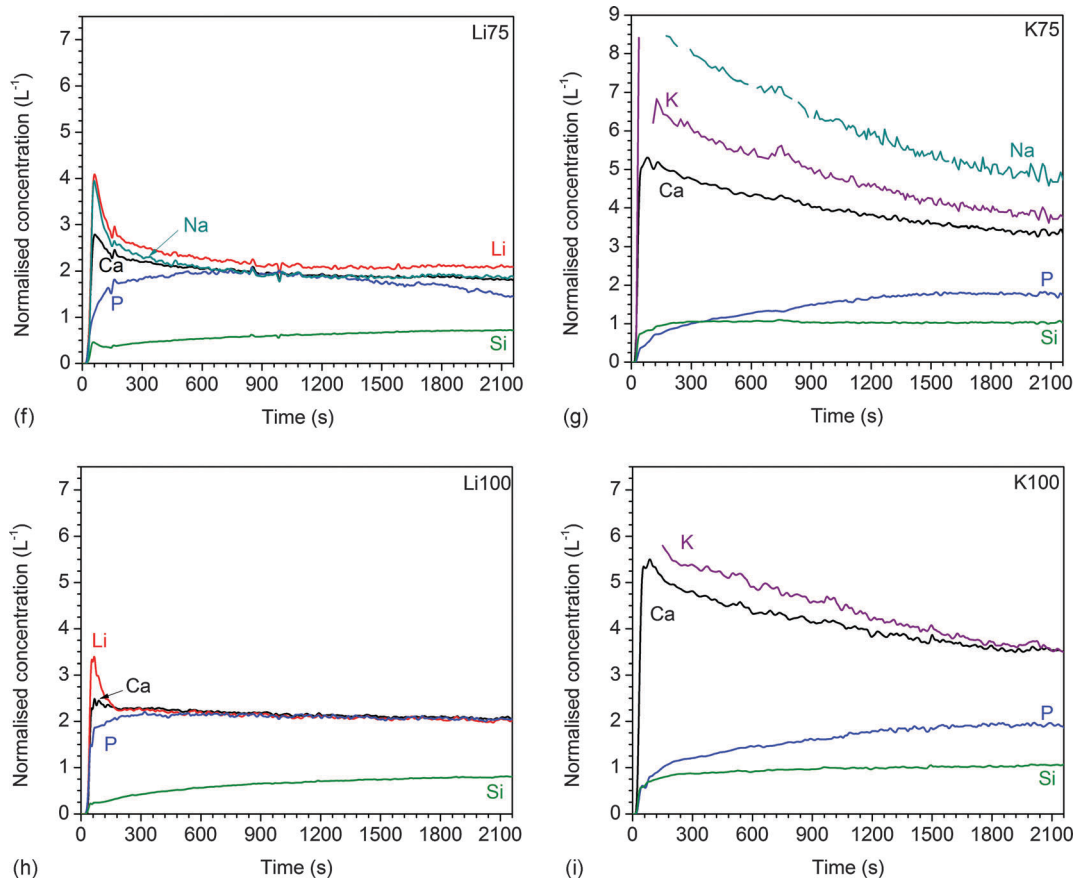 Li75
Normalised concentration (L⁻¹)
7
6
5
4
3
2
1
0
Na
Ca
P
Li
Si
0 300 600 900 1200 1500 1800 2100
Time (s)
(f)
K75
Normalised concentration (L⁻¹)
9
8
7
6
5
4
3
2
1
0
K
Na
Ca
P
Si
0 300 600 900 1200 1500 1800 2100
Time (s)
(g)
Li100
Normalised concentration (L⁻¹)
7
6
5
4
3
2
1
0
Li
Ca
P
Si
0 300 600 900 1200 1500 1800 2100
Time (s)
(h)
K100
Normalised concentration (L⁻¹)
7
6
5
4
3
2
1
0
K
Ca
P
Si
0 300 600 900 1200 1500 1800 2100
Time (s)
(i)